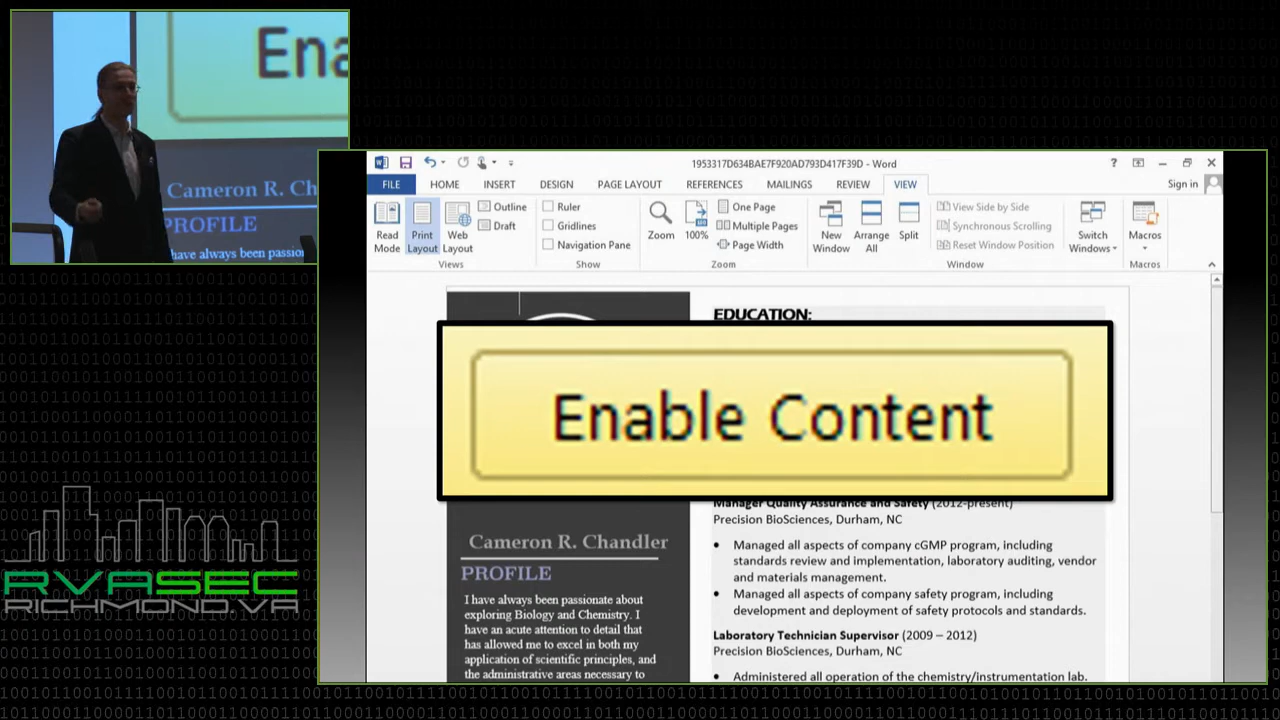 Ena
Cameron R. Ch
PROFILE
have always been passion
1953317D634BAE7F920AD793D417F39D - Word
FILE HOME INSERT DESIGN PAGE LAYOUT REFERENCES MAILINGS REVIEW VIEW Sign in
Read Mode
Print Layout
Web Layout
Outline
Draft
Views
Ruler
Gridlines
Navigation Pane
Show
Zoom
100%
One Page
Multiple Pages
Page Width
Zoom
New Window
Arrange All
Split
View Side by Side
Synchronous Scrolling
Reset Window Position
Window
Switch Windows
Macros
Macros
EDUCATION:
Enable Content
Manager Quality Assurance and Safety (2012-present)
Precision BioSciences, Durham, NC
• Managed all aspects of company cGMP program, including
standards review and implementation, laboratory auditing, vendor
and materials management.
• Managed all aspects of company safety program, including
development and deployment of safety protocols and standards.
Laboratory Technician Supervisor (2009 – 2012)
Precision BioSciences, Durham, NC
• Administered all operation of the chemistry/instrumentation lab.
Cameron R. Chandler
PROFILE
I have always been passionate about
exploring Biology and Chemistry. I
have an acute attention to detail that
has allowed me to excel in both my
application of scientific principles, and
the administrative areas necessary to
RVASEC
RICHMOND.VA